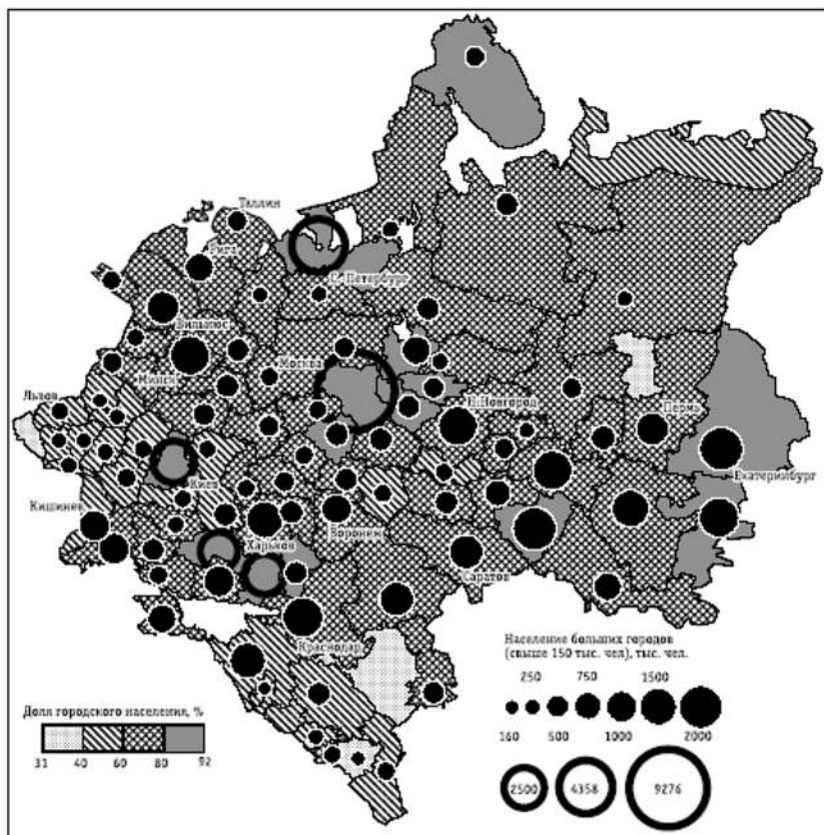 Таллин
Рига
С.-Петербург
Вильнюс
Минск
Москва
Львов
Н.Новгород
Пермь
Киев
Екатеринбург
Кишинев
Харьков
Воронеж
Саратов
Краснодар
Население больших городов
(свыше 150 тыс. чел), тыс. чел.
250 750 1500
160 500 1000 2000
2500 4358 9276
Доля городского населения, %
31 40 60 80 92